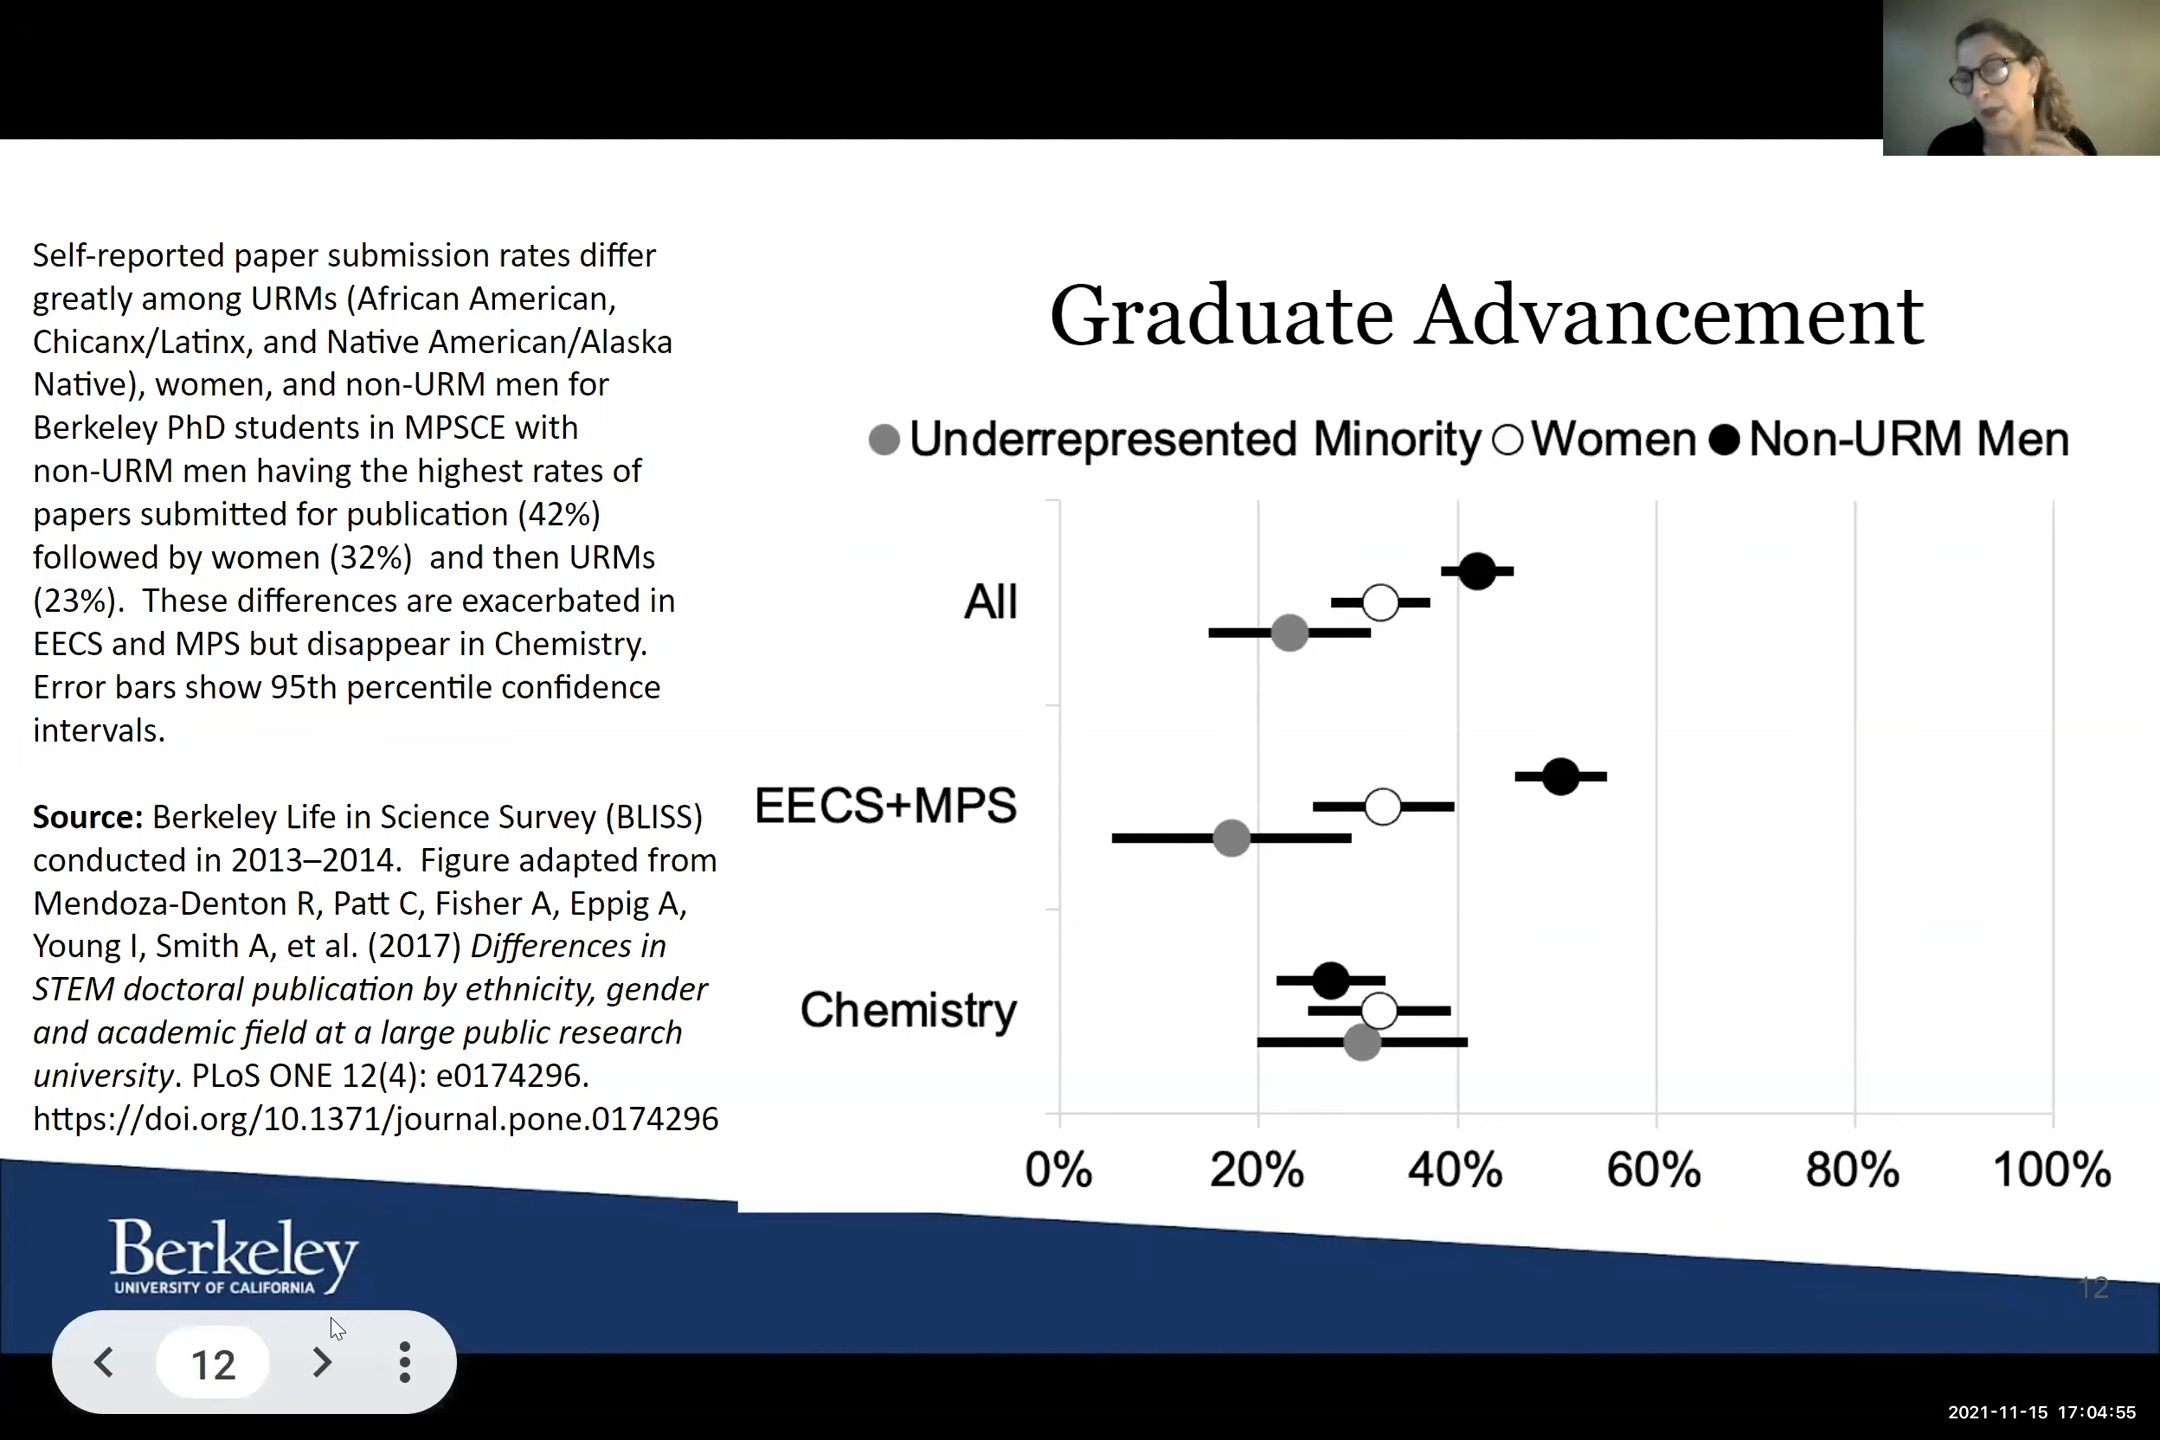 Self-reported paper submission rates differ
greatly among URMs (African American,
Chicanx/Latinx, and Native American/Alaska
Native), women, and non-URM men for
Berkeley PhD students in MPSCE with
non-URM men having the highest rates of
papers submitted for publication (42%)
followed by women (32%)  and then URMs
(23%).  These differences are exacerbated in
EECS and MPS but disappear in Chemistry.
Error bars show 95th percentile confidence
intervals.
Source: Berkeley Life in Science Survey (BLISS)
conducted in 2013–2014.  Figure adapted from
Mendoza-Denton R, Patt C, Fisher A, Eppig A,
Young I, Smith A, et al. (2017) Differences in
STEM doctoral publication by ethnicity, gender
and academic field at a large public research
university. PLoS ONE 12(4): e0174296.
https://doi.org/10.1371/journal.pone.0174296
Graduate Advancement
Underrepresented Minority Women Non-URM Men
All
EECS+MPS
Chemistry
0% 20% 40% 60% 80% 100%
Berkeley
UNIVERSITY OF CALIFORNIA
12
12
2021-11-15 17:04:55